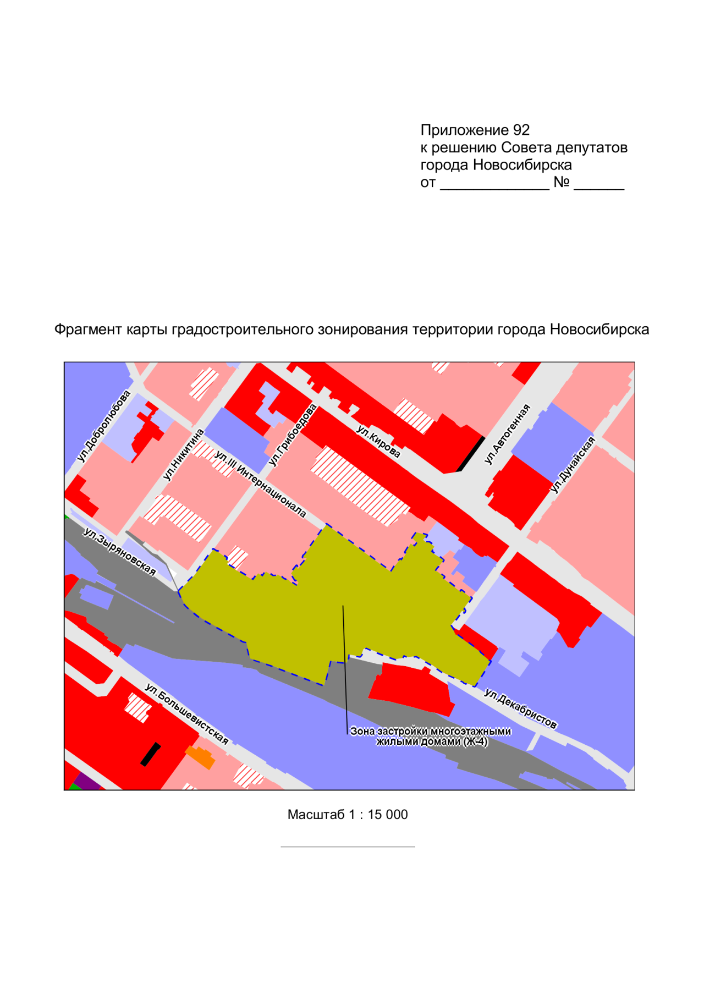 Приложение 92
к решению Совета депутатов
города Новосибирска
от _____________ № ______
Фрагмент карты градостроительного зонирования территории города Новосибирска
ул.Добролюбова
ул.Никитина
ул.Грибоедова
ул.Кирова
ул.Автогенная
ул.Дунайская
ул.III Интернационала
ул.Зыряновская
ул.Большевистская
ул.Декабристов
Зона застройки многоэтажными
жилыми домами (Ж-4)
Масштаб 1 : 15 000